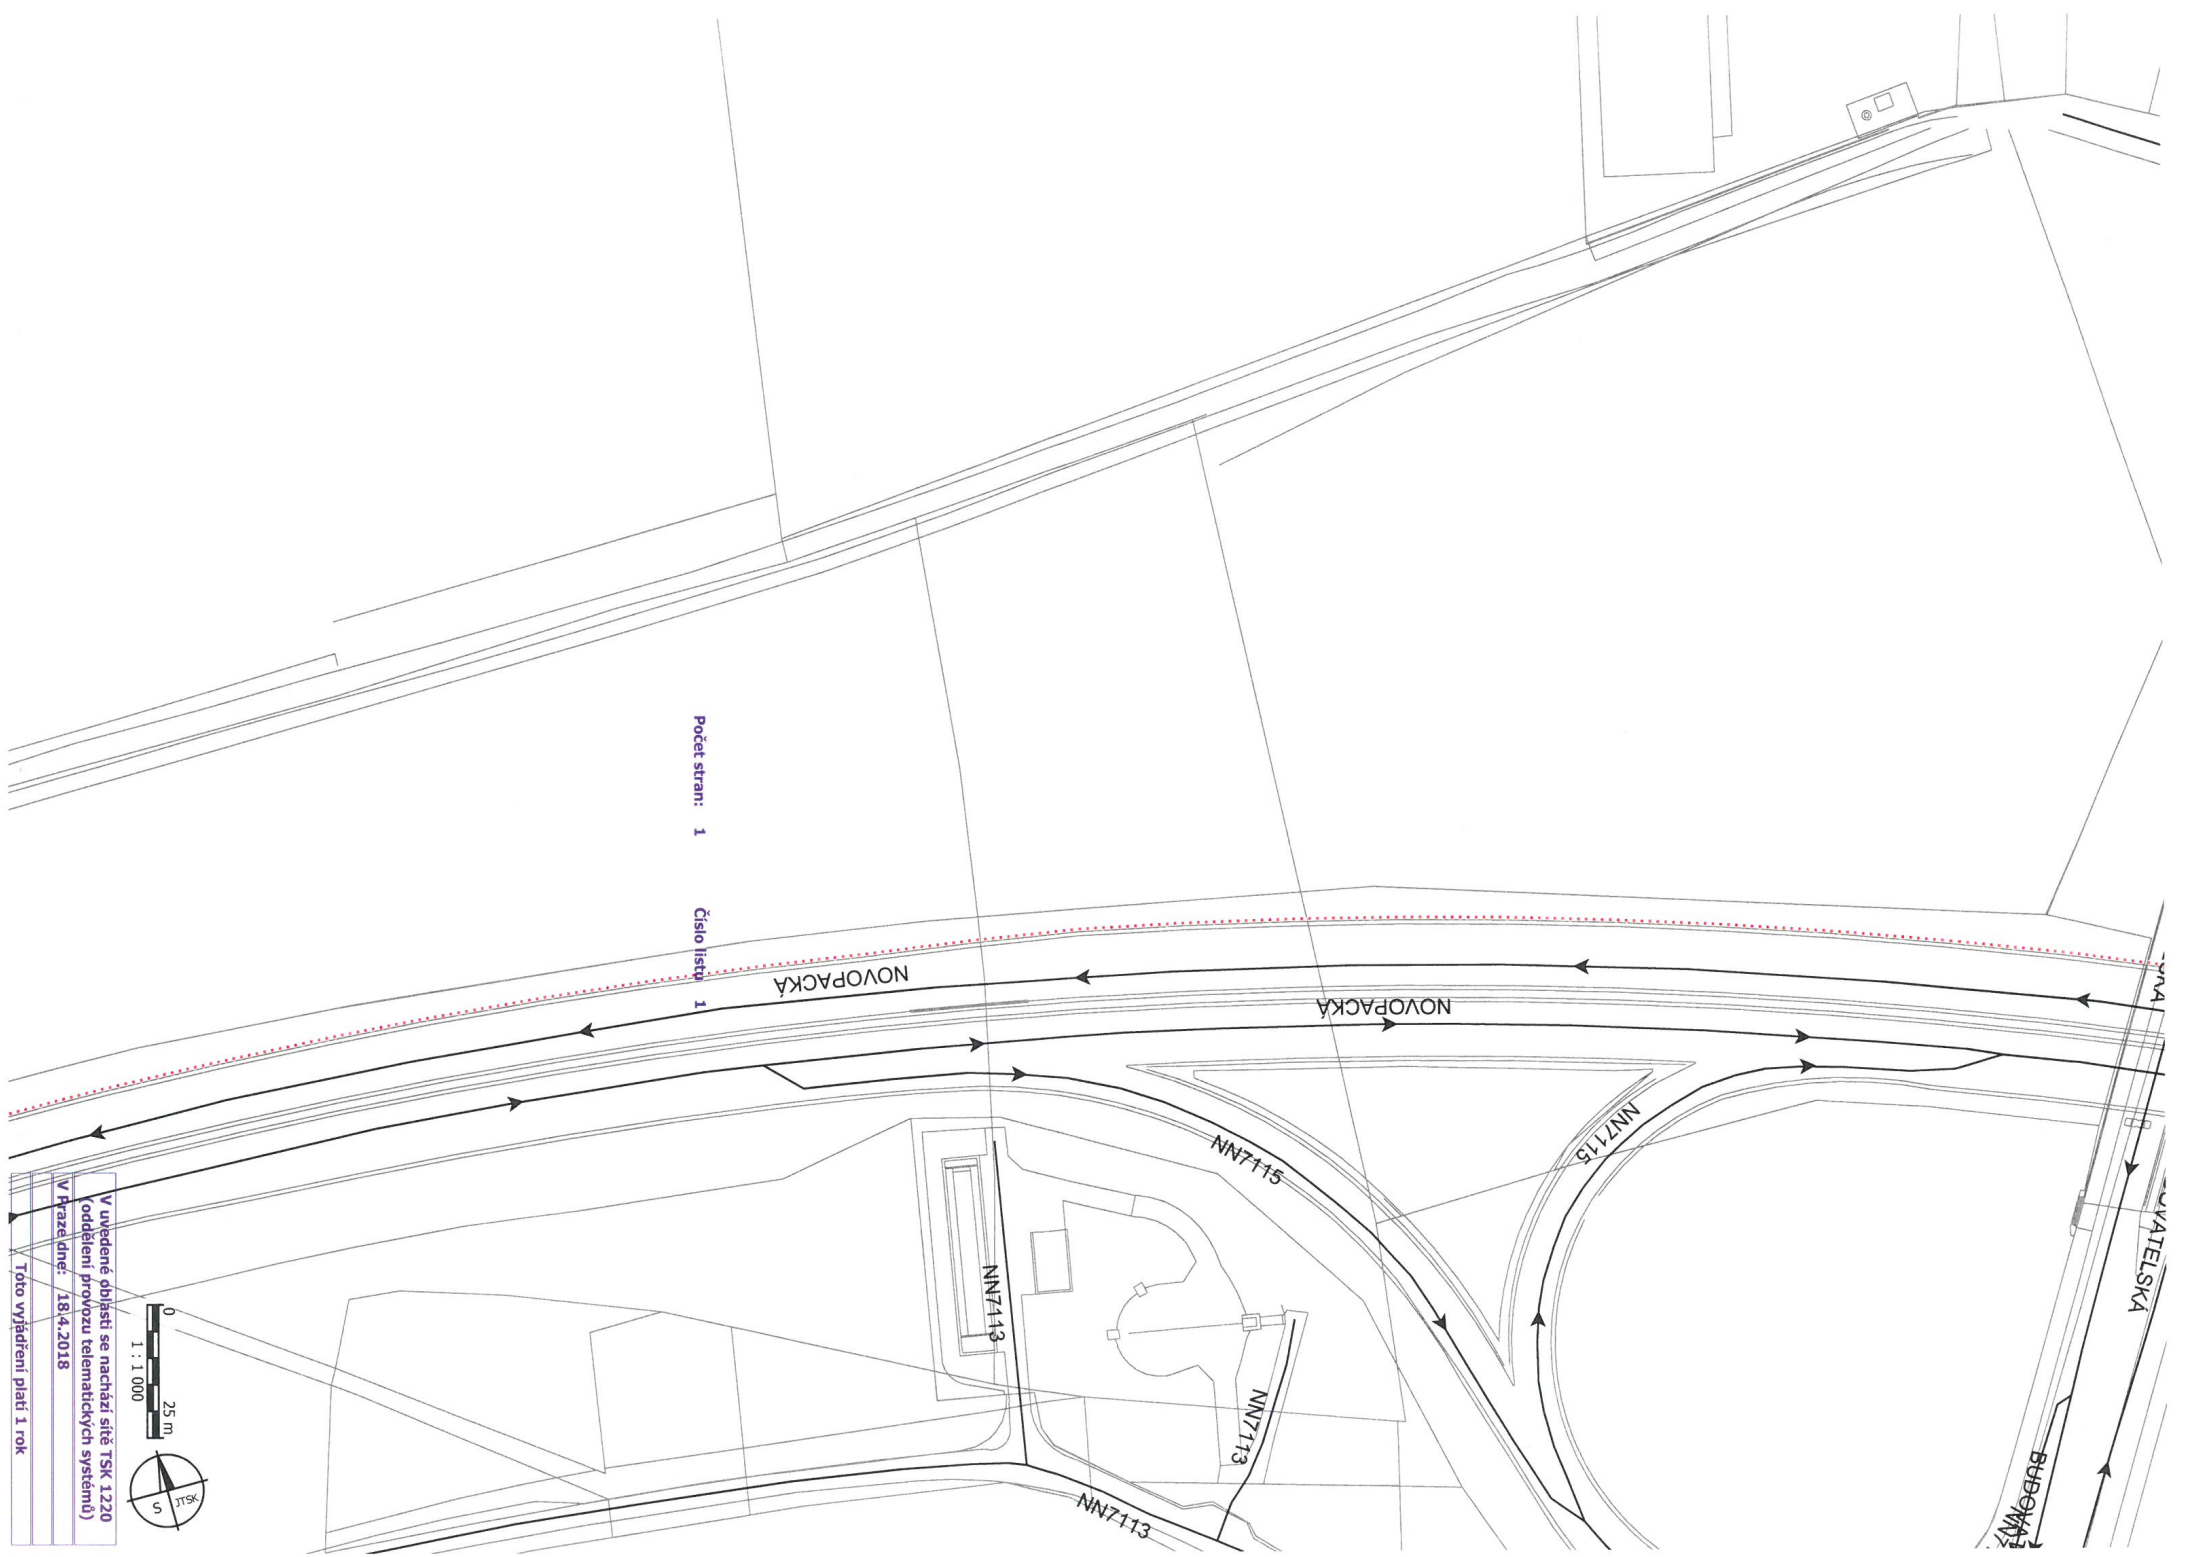 Počet stran: 1 Číslo listu 1
NOVOPACKÁ
NOVOPACKÁ
NN7115
NN7115
NN7113
NN7113
NN7113
V uvedené oblasti se nachází sítě TSK 1220
(oddělení provozu telematických systémů)
V Praze dne: 18.4.2018
Toto vyjádření platí 1 rok
0 25 m
1 : 1 000
S JTSK
OVATELSKÁ
BUDOVA